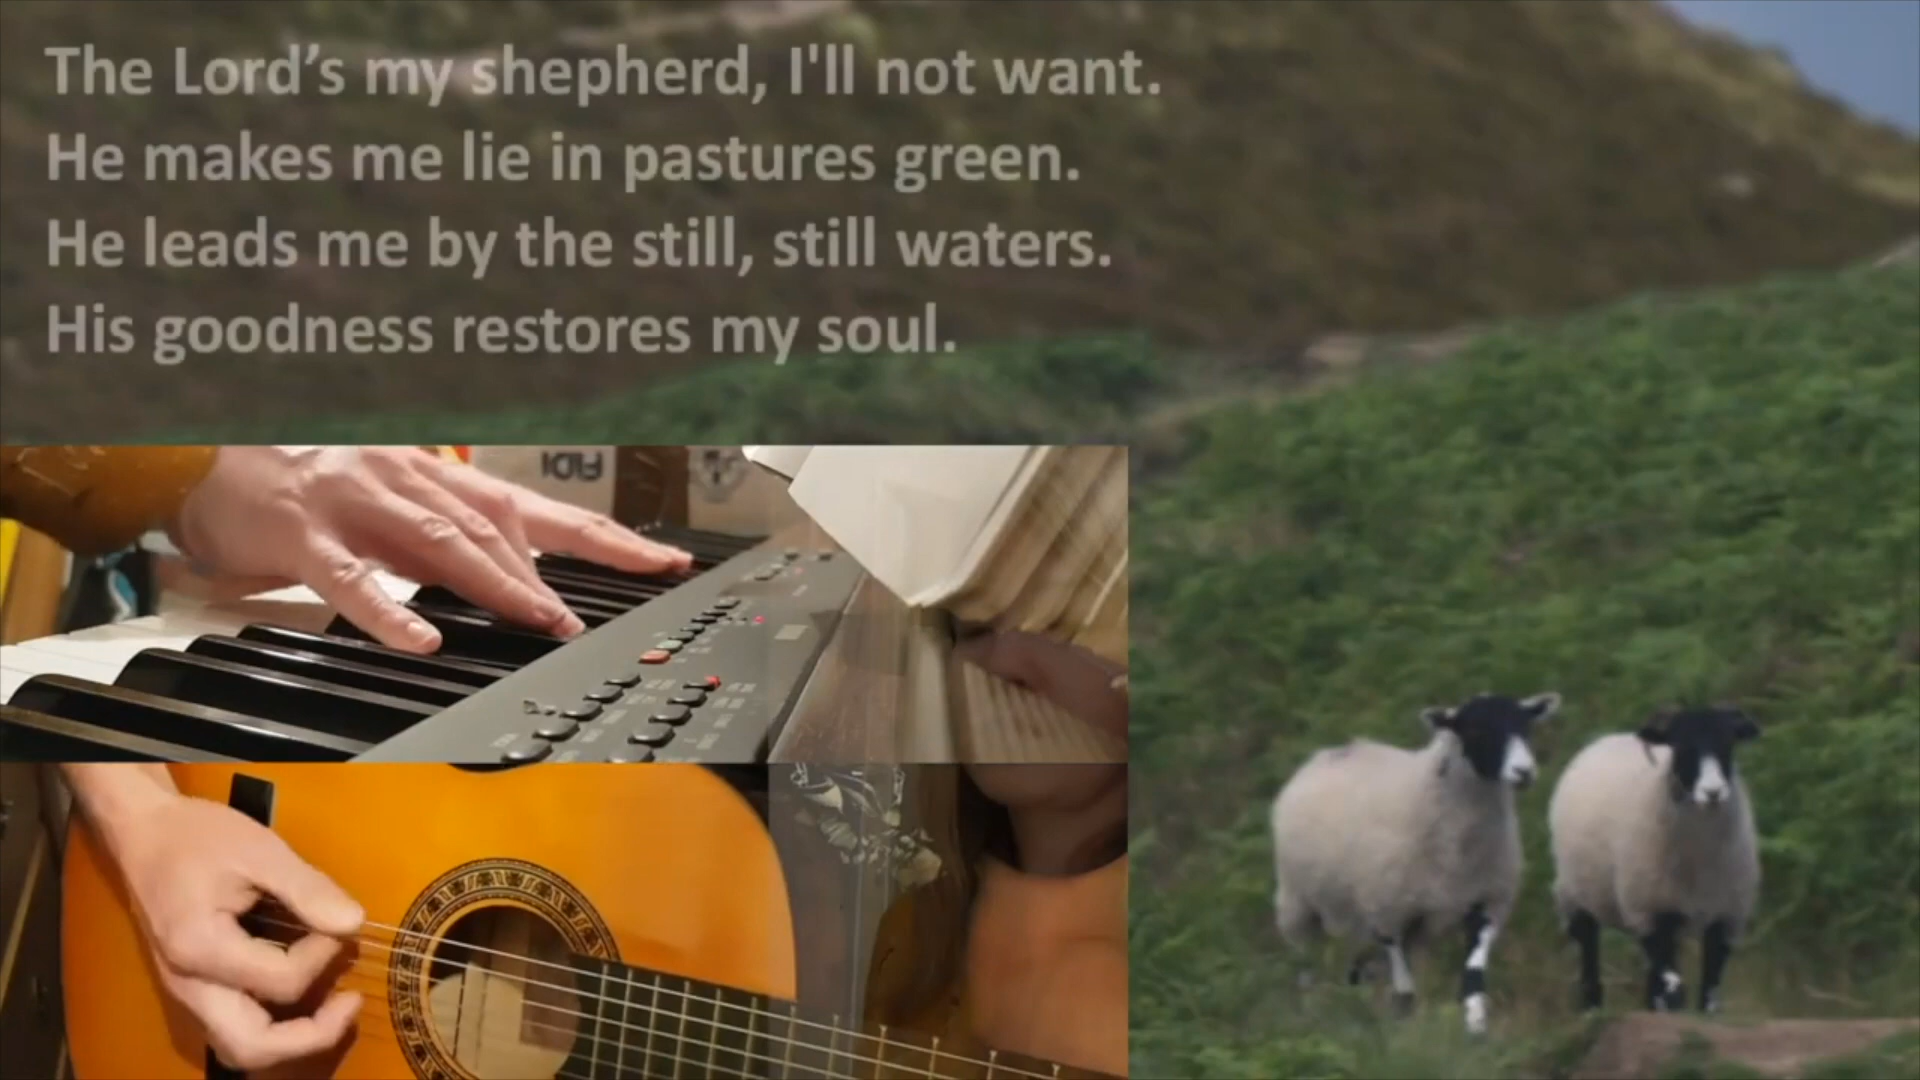 The Lord’s my shepherd, I'll not want.
He makes me lie in pastures green.
He leads me by the still, still waters.
His goodness restores my soul.